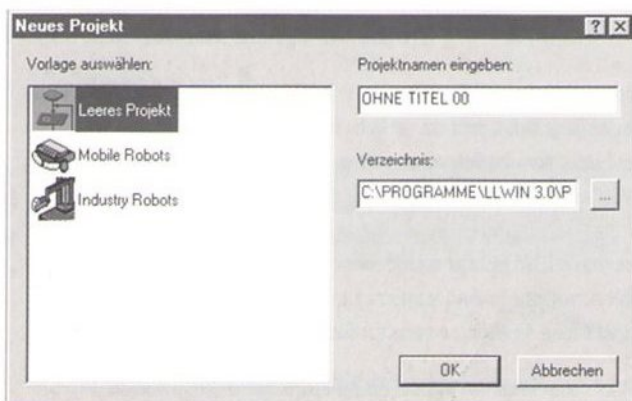 Neues Projekt
Vorlage auswählen:
Leeres Projekt
Mobile Robots
Industry Robots
Projektnamen eingeben:
OHNE TITEL 00
Verzeichnis:
C:\PROGRAMME\LLWIN 3.0\P
...
OK
Abbrechen